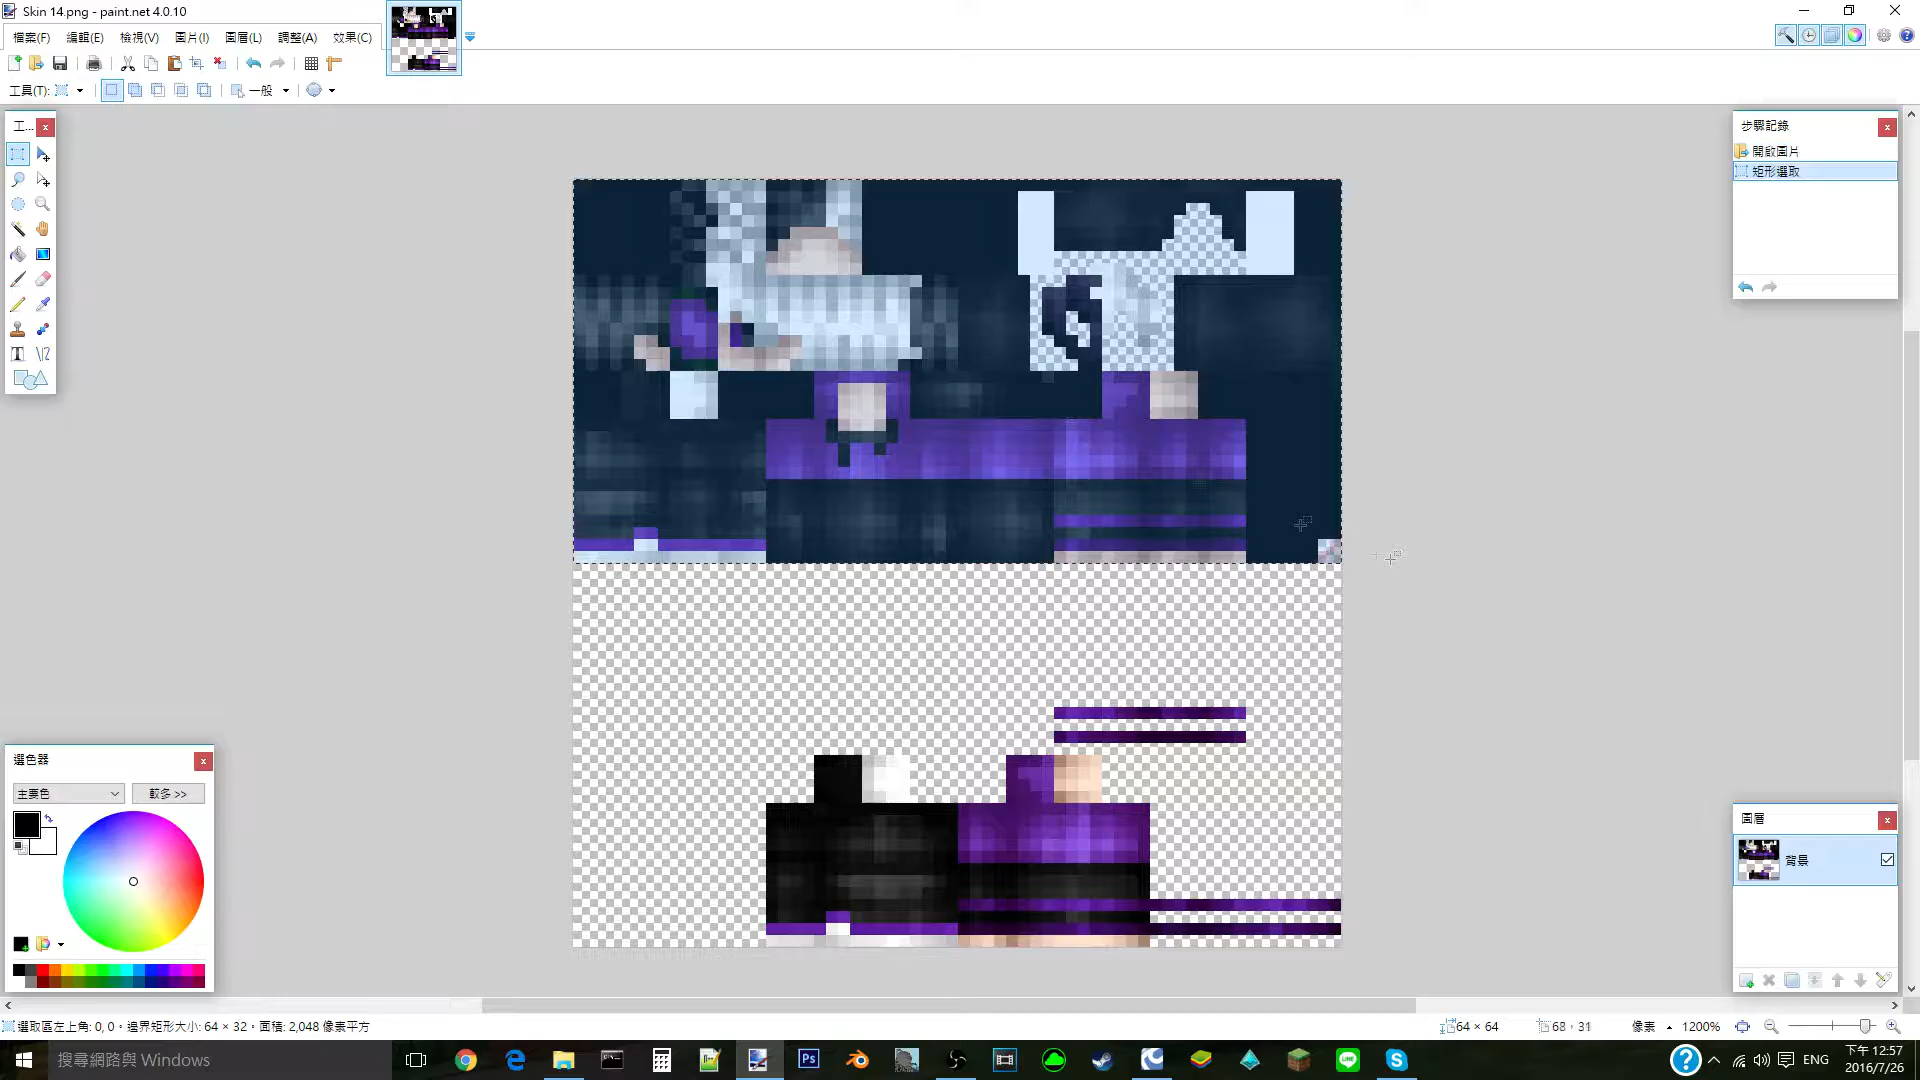 Skin 14.png - paint.net 4.0.10
檔案(F) 編輯(E) 檢視(V) 圖片(I) 圖層(L) 調整(A) 效果(C)
工具(T): 一般
工...
步驟記錄
開啟圖片
矩形選取
選色器
主要色 較多 >>
圖層
背景
選取區左上角: 0, 0。邊界矩形大小: 64 × 32。面積: 2,048 像素平方
64 × 64
68, 31
像素
1200%
搜尋網路與 Windows
ENG
下午 12:57
2016/7/26